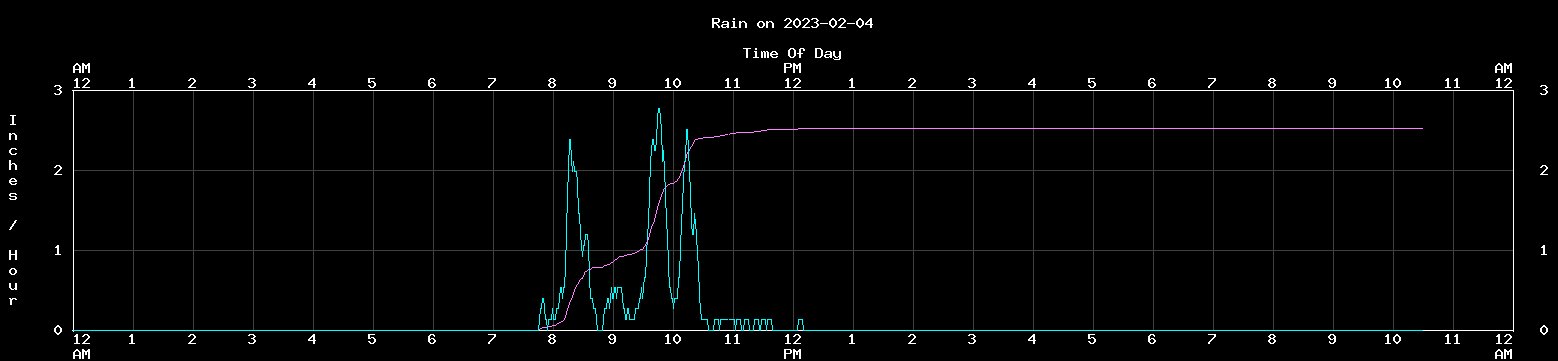 Rain on 2023-02-04
Time Of Day
AM PM AM
12 1 2 3 4 5 6 7 8 9 10 11 12 1 2 3 4 5 6 7 8 9 10 11 12
3 3
2 2
1 1
0 0
Inches / Hour
12 1 2 3 4 5 6 7 8 9 10 11 12 1 2 3 4 5 6 7 8 9 10 11 12
AM PM AM